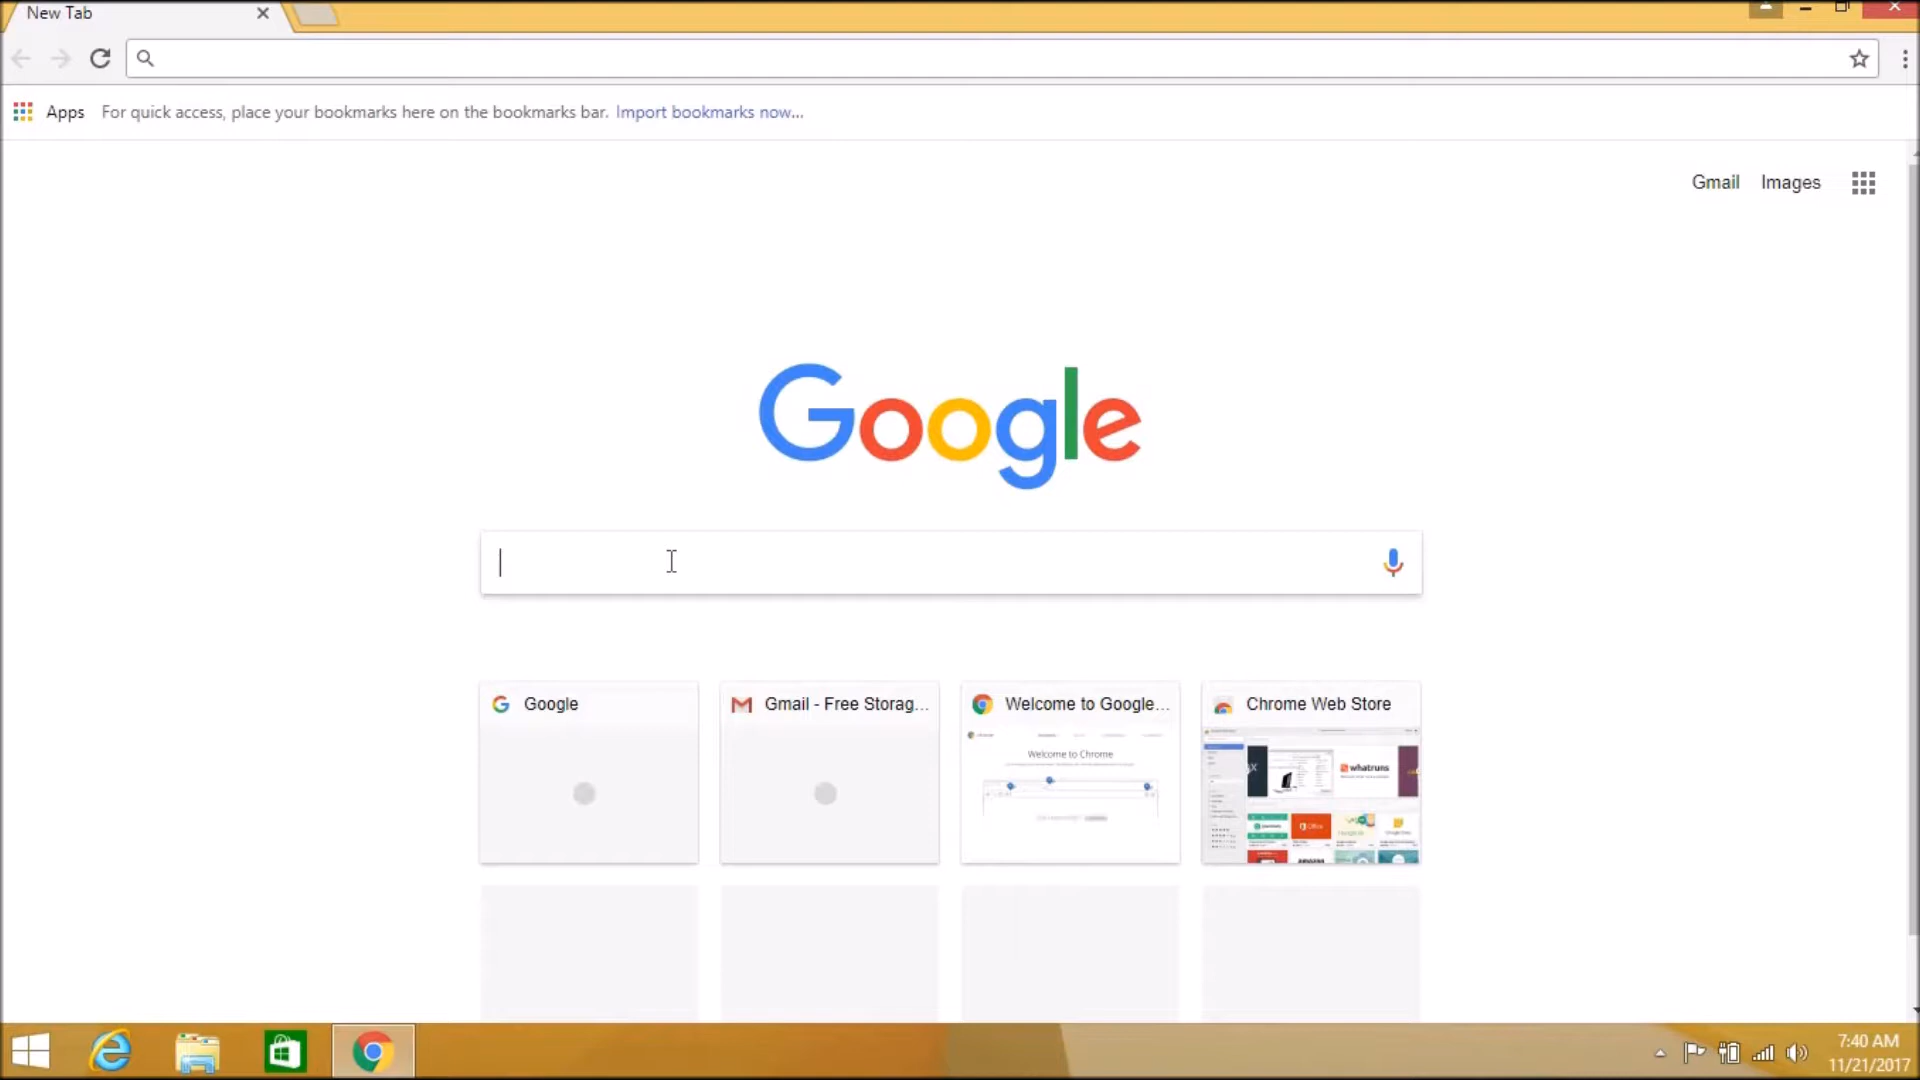 New Tab
Apps For quick access, place your bookmarks here on the bookmarks bar. Import bookmarks now...
Gmail Images
Google
Google
Gmail - Free Storag...
Welcome to Google...
Chrome Web Store
Welcome to Chrome
whatruns
Office
7:40 AM
11/21/2017